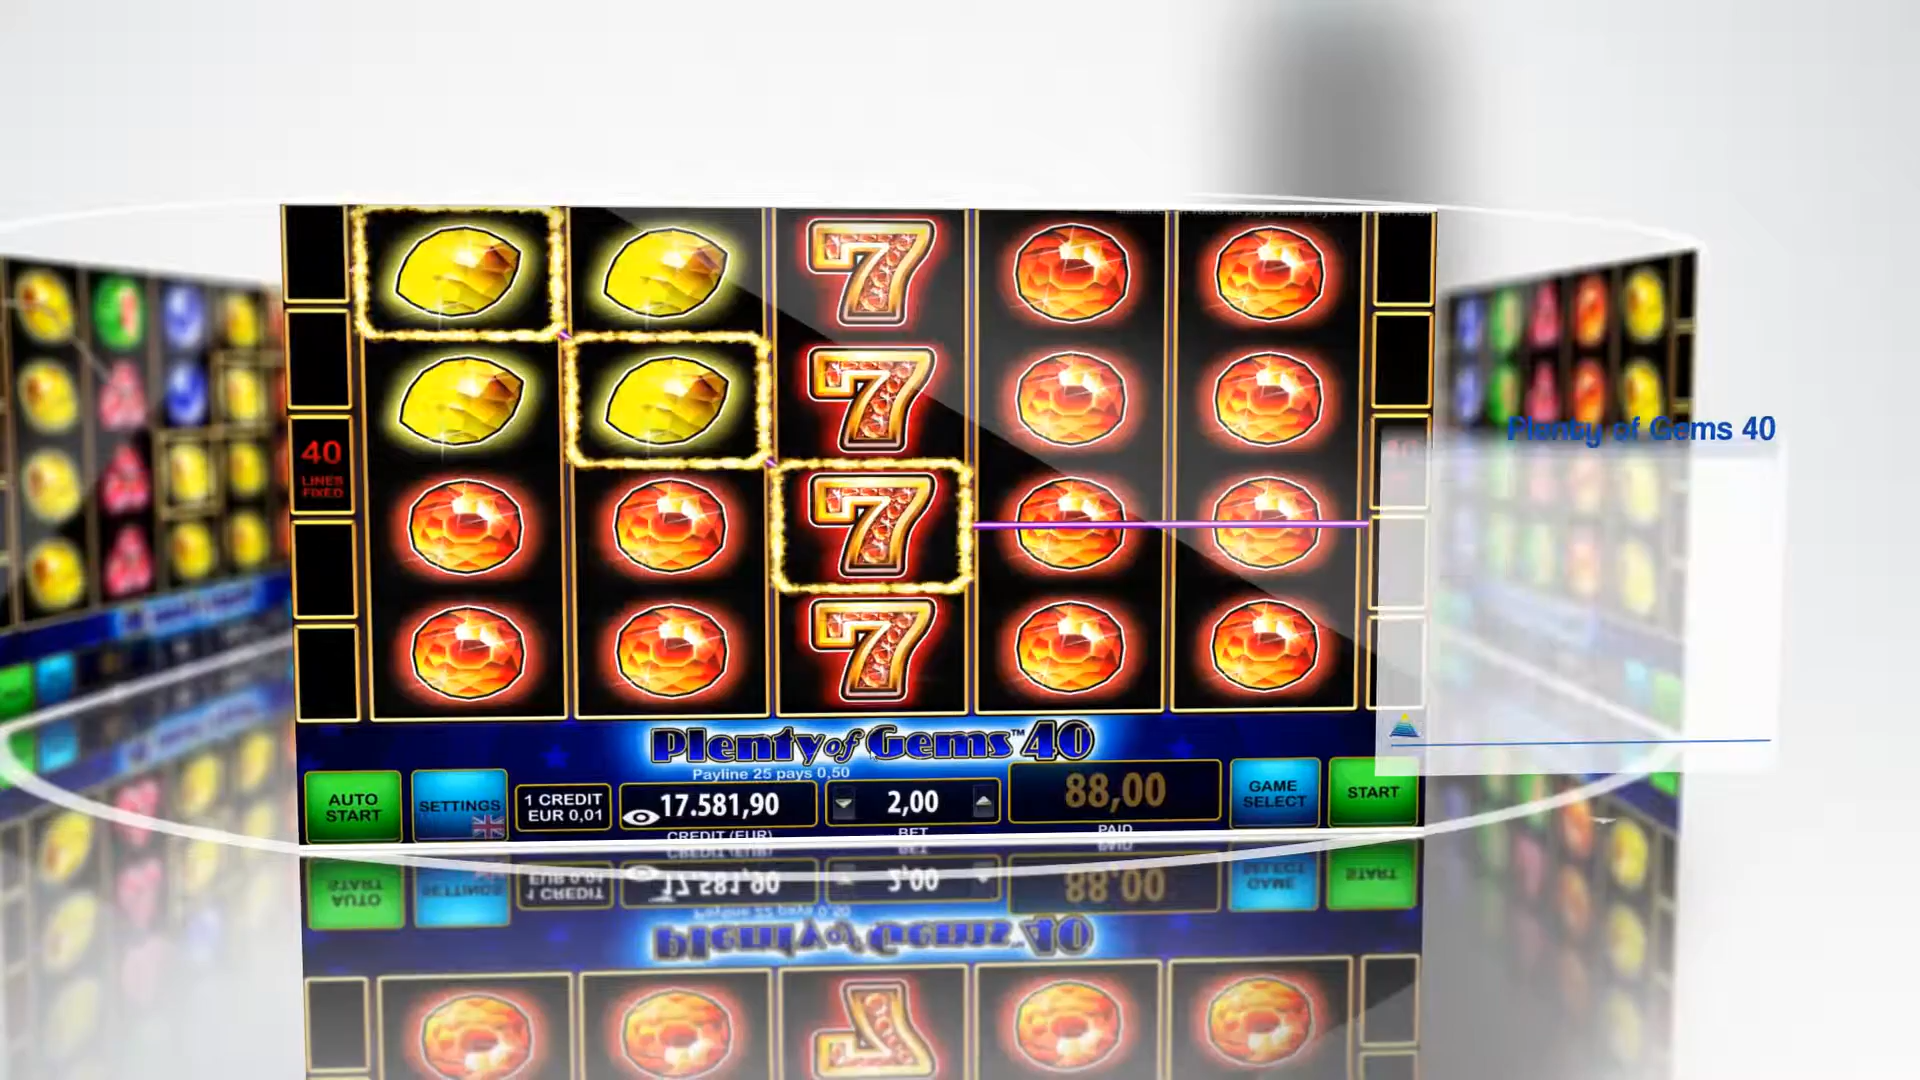 40
LINES
FIXED
Plenty of Gems 40
Plenty of Gems™ 40
Payline 25 pays 0,50
AUTO
START
SETTINGS
1 CREDIT
EUR 0,01
17.581,90
CREDIT (EUR)
2,00
BET
88,00
PAID
GAME
SELECT
START